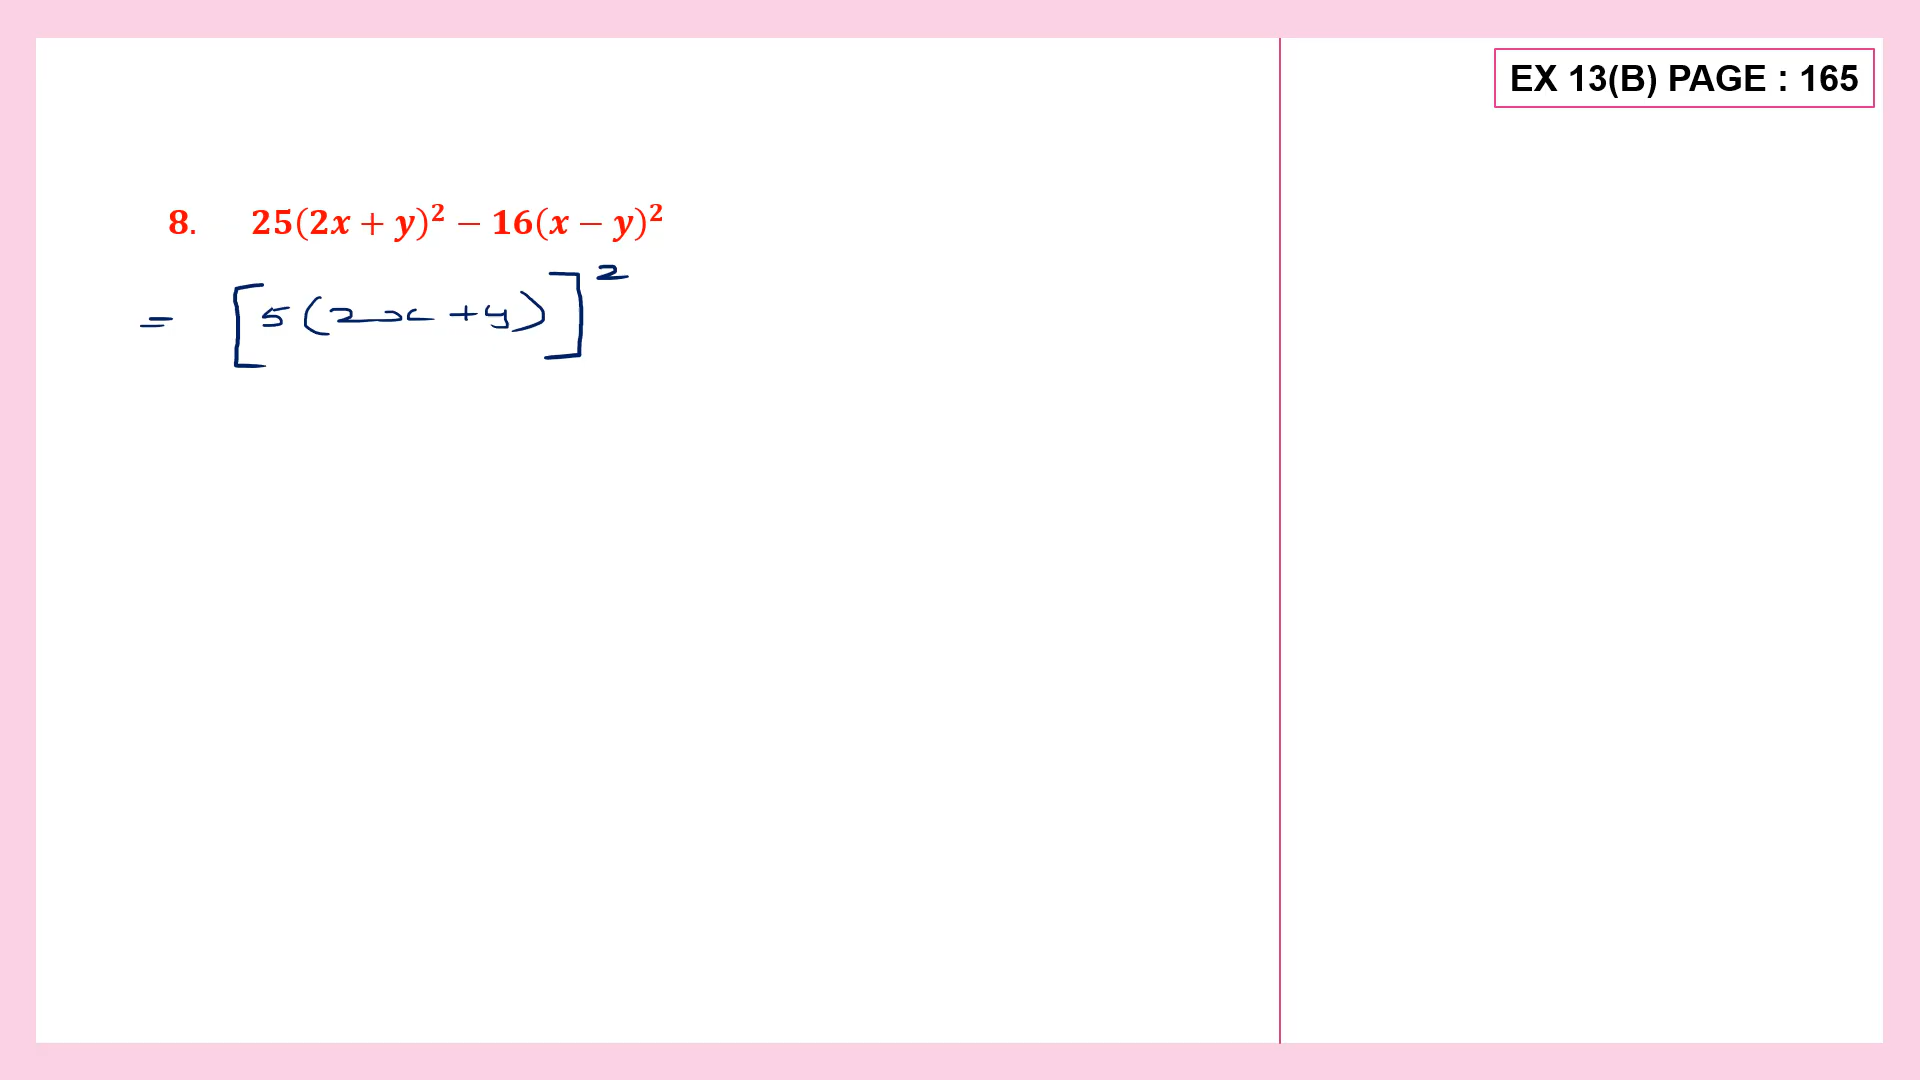 EX 13(B) PAGE : 165
8. 25(2x + y)² − 16(x − y)²
= [5(2x + y)]²